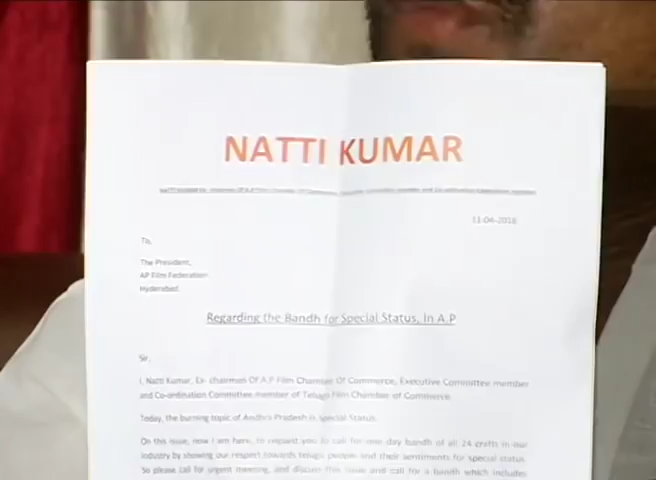 NATTI KUMAR
11-04-2018
To,
The President,
AP Film Federation
Hyderabad.
Regarding the Bandh for Special Status, In A.P
Sir,
I, Natti Kumar, Ex- chairman Of A.P Film Chamber Of Commerce, Executive Committee member
and Co-ordination Committee member of Telugu Film Chamber of Commerce.
Today, the burning topic of Andhra Pradesh is Special Status.
On this issue, now I am here, to request you to call for one day bandh of all 24 crafts in our
industry by showing our respect towards telugu people and their sentiments for special status.
So please call for urgent meeting, and discuss this issue and call for a bandh which includes